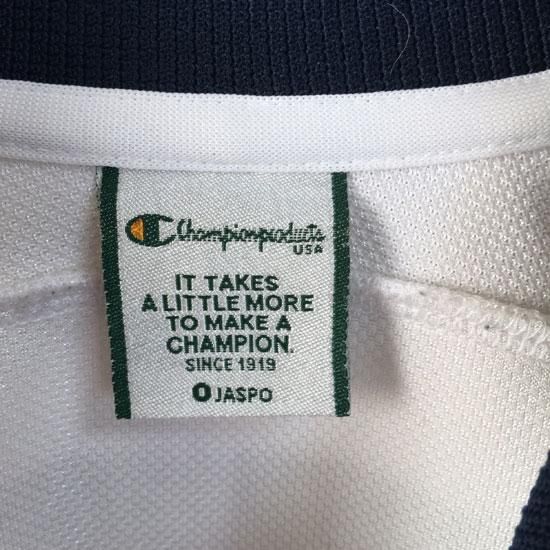 Championproducts
USA
IT TAKES
A LITTLE MORE
TO MAKE A
CHAMPION.
SINCE 1919
O JASPO